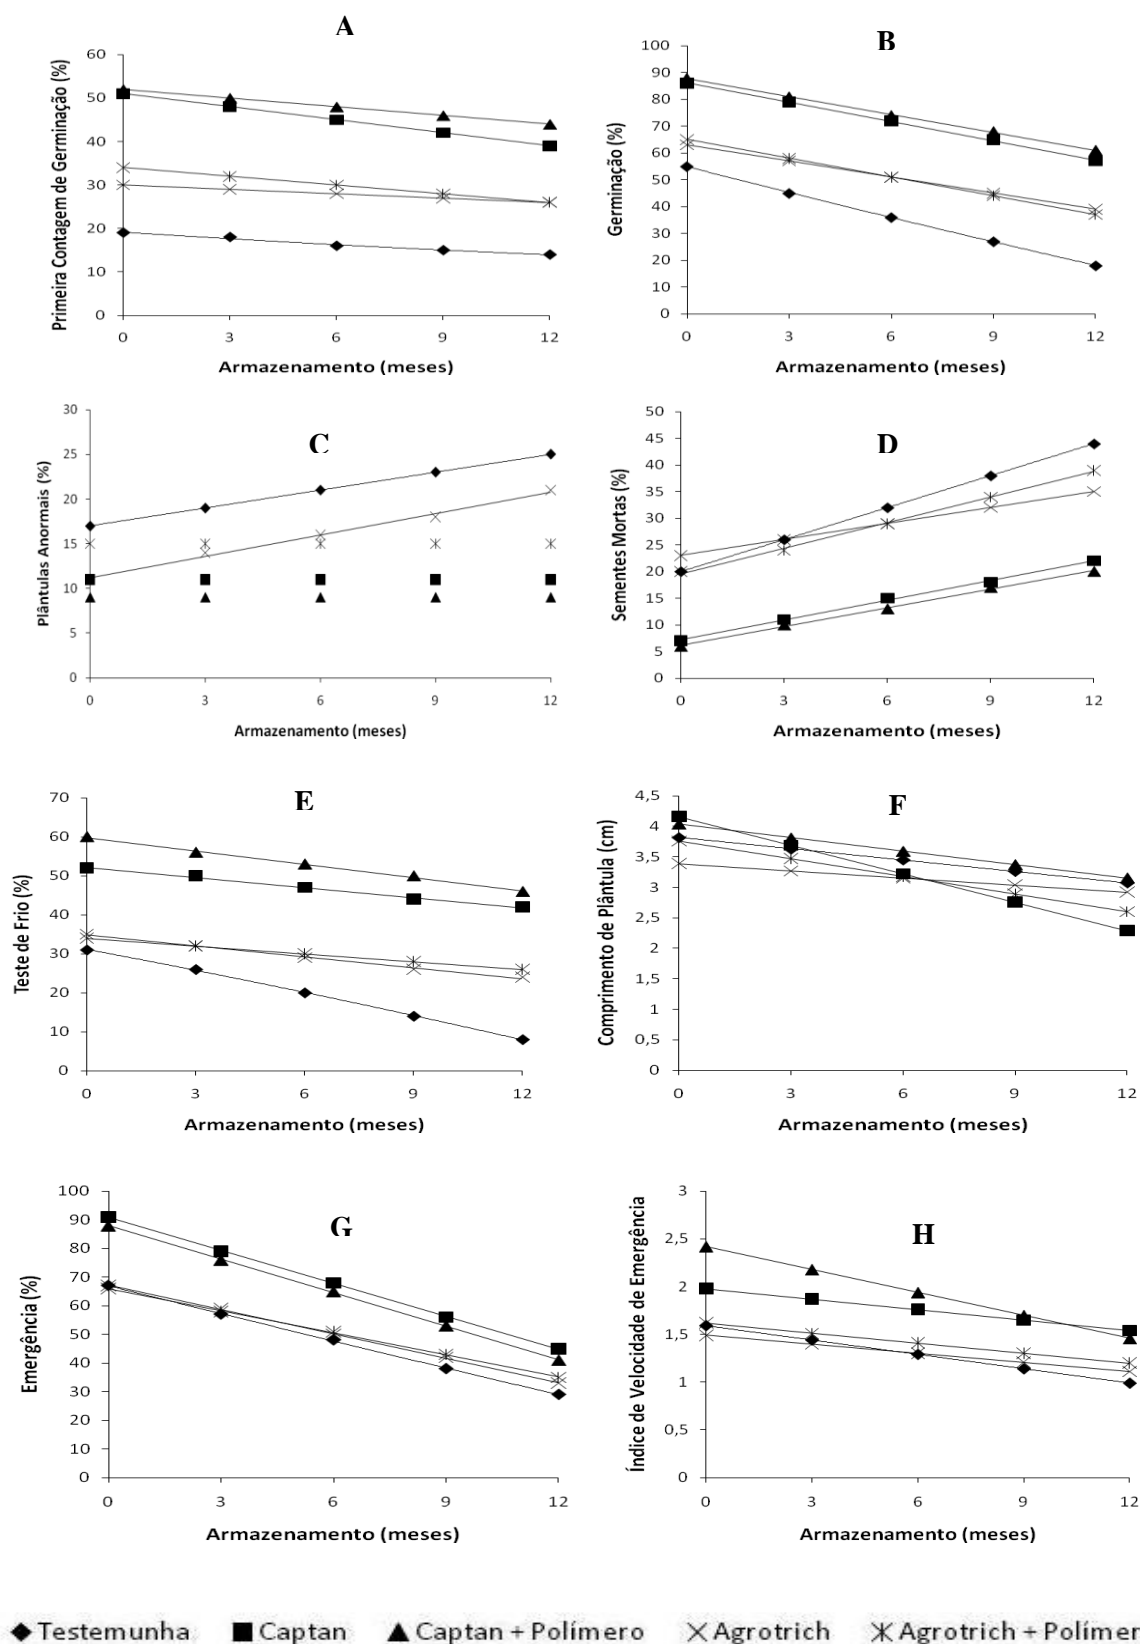 A
Primeira Contagem de Germinação (%)
60
50
40
30
20
10
0
0 3 6 9 12
Armazenamento (meses)
B
Germinação (%)
100
90
80
70
60
50
40
30
20
10
0
0 3 6 9 12
Armazenamento (meses)
C
Plântulas Anormais (%)
30
25
20
15
10
5
0
0 3 6 9 12
Armazenamento (meses)
D
Sementes Mortas (%)
50
45
40
35
30
25
20
15
10
5
0
0 3 6 9 12
Armazenamento (meses)
E
Teste de Frio (%)
70
60
50
40
30
20
10
0
0 3 6 9 12
Armazenamento (meses)
F
Comprimento de Plântula (cm)
4,5
4
3,5
3
2,5
2
1,5
1
0,5
0
0 3 6 9 12
Armazenamento (meses)
G
Emergência (%)
100
90
80
70
60
50
40
30
20
10
0
0 3 6 9 12
Armazenamento (meses)
H
Índice de Velocidade de Emergência
3
2,5
2
1,5
1
0,5
0
0 3 6 9 12
Armazenamento (meses)
Testemunha Captan Captan + Polímero Agrotrich Agrotrich + Polímer